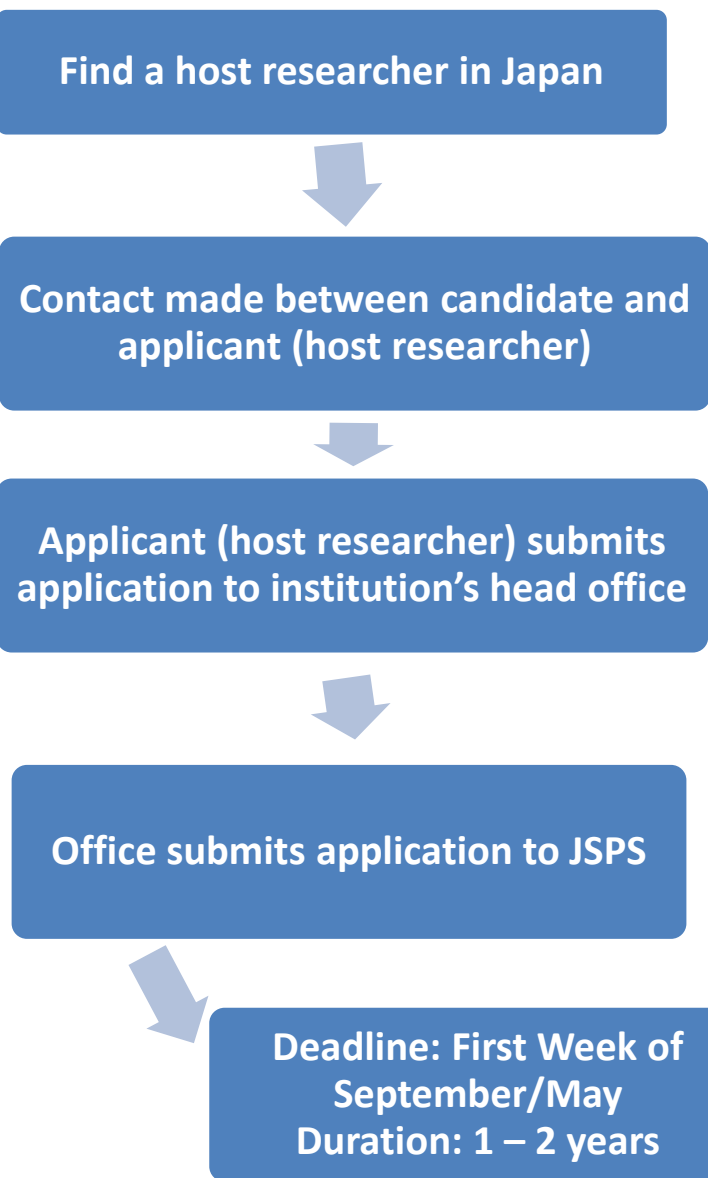 Find a host researcher in Japan
Contact made between candidate and
applicant (host researcher)
Applicant (host researcher) submits
application to institution’s head office
Office submits application to JSPS
Deadline: First Week of
September/May
Duration: 1 – 2 years